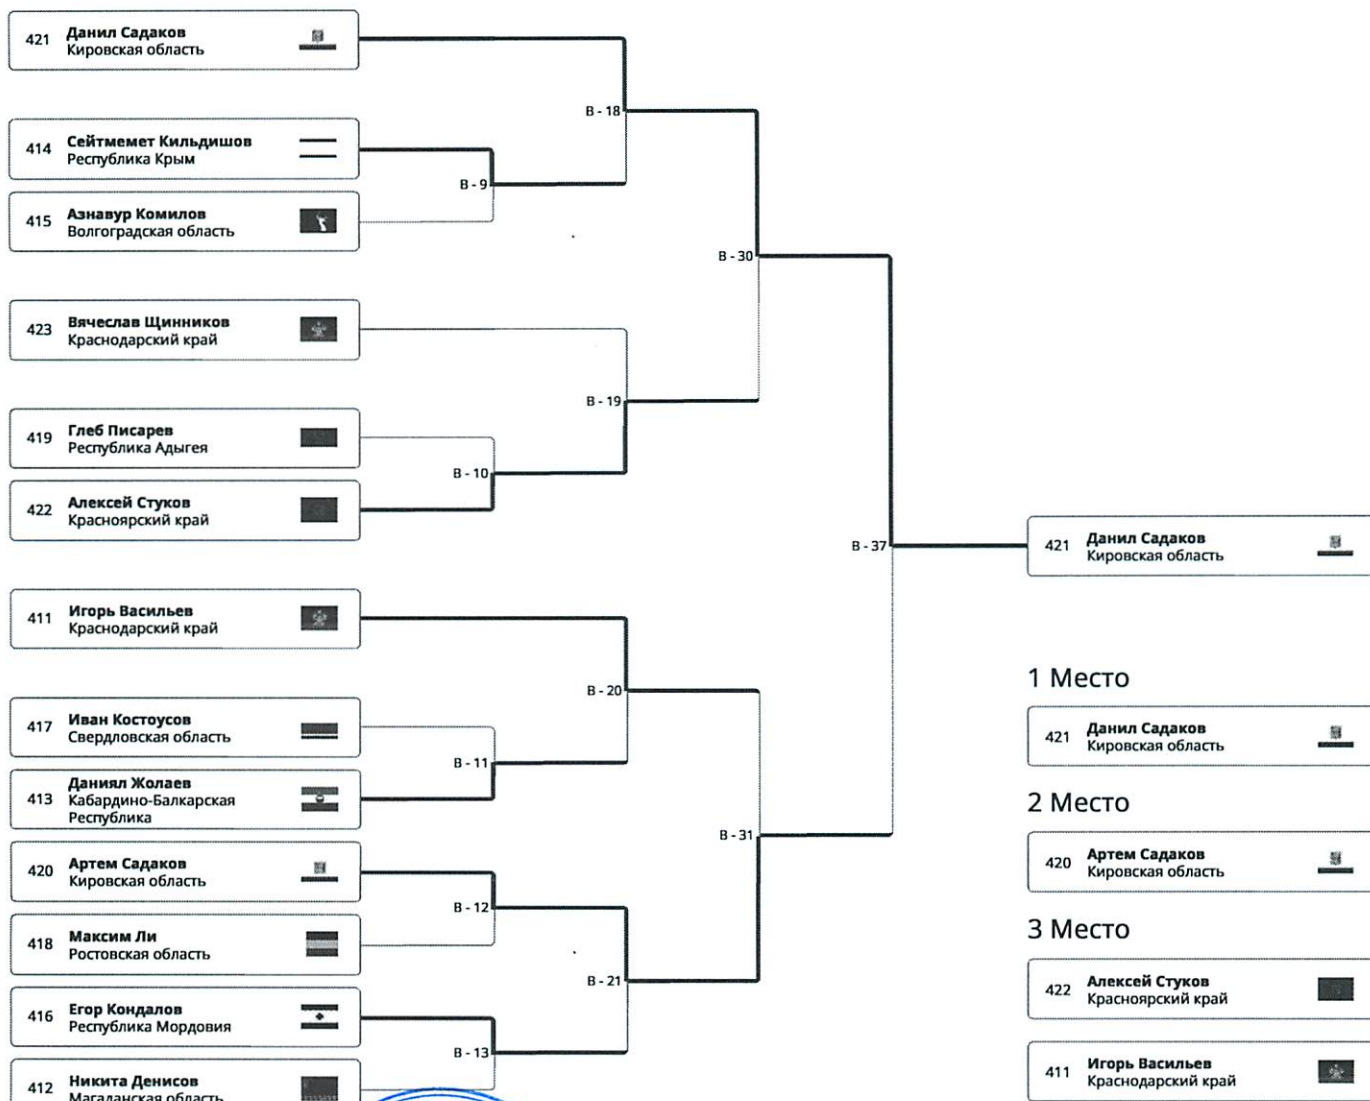 421 Данил Садаков
Кировская область
B - 18
414 Сейтмемет Кильдишов
Республика Крым
B - 9
415 Азнавур Комилов
Волгоградская область
B - 30
423 Вячеслав Щинников
Краснодарский край
B - 19
419 Глеб Писарев
Республика Адыгея
B - 10
422 Алексей Стуков
Красноярский край
B - 37
421 Данил Садаков
Кировская область
411 Игорь Васильев
Краснодарский край
B - 20
417 Иван Костоусов
Свердловская область
B - 11
413 Даниял Жолаев
Кабардино-Балкарская
Республика
B - 31
420 Артем Садаков
Кировская область
B - 12
418 Максим Ли
Ростовская область
B - 21
416 Егор Кондалов
Республика Мордовия
B - 13
412 Никита Денисов
Магаданская область
1 Место
421 Данил Садаков
Кировская область
2 Место
420 Артем Садаков
Кировская область
3 Место
422 Алексей Стуков
Красноярский край
411 Игорь Васильев
Краснодарский край